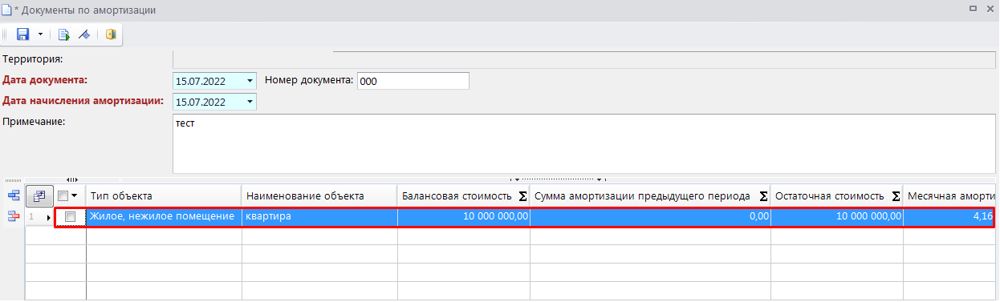 * Документы по амортизации
Территория:
Дата документа: 15.07.2022 Номер документа: 000
Дата начисления амортизации: 15.07.2022
Примечание: тест
Тип объекта Наименование объекта Балансовая стоимость Σ Сумма амортизации предыдущего периода Σ Остаточная стоимость Σ Месячная аморти
1 Жилое, нежилое помещение квартира 10 000 000,00 0,00 10 000 000,00 4,16